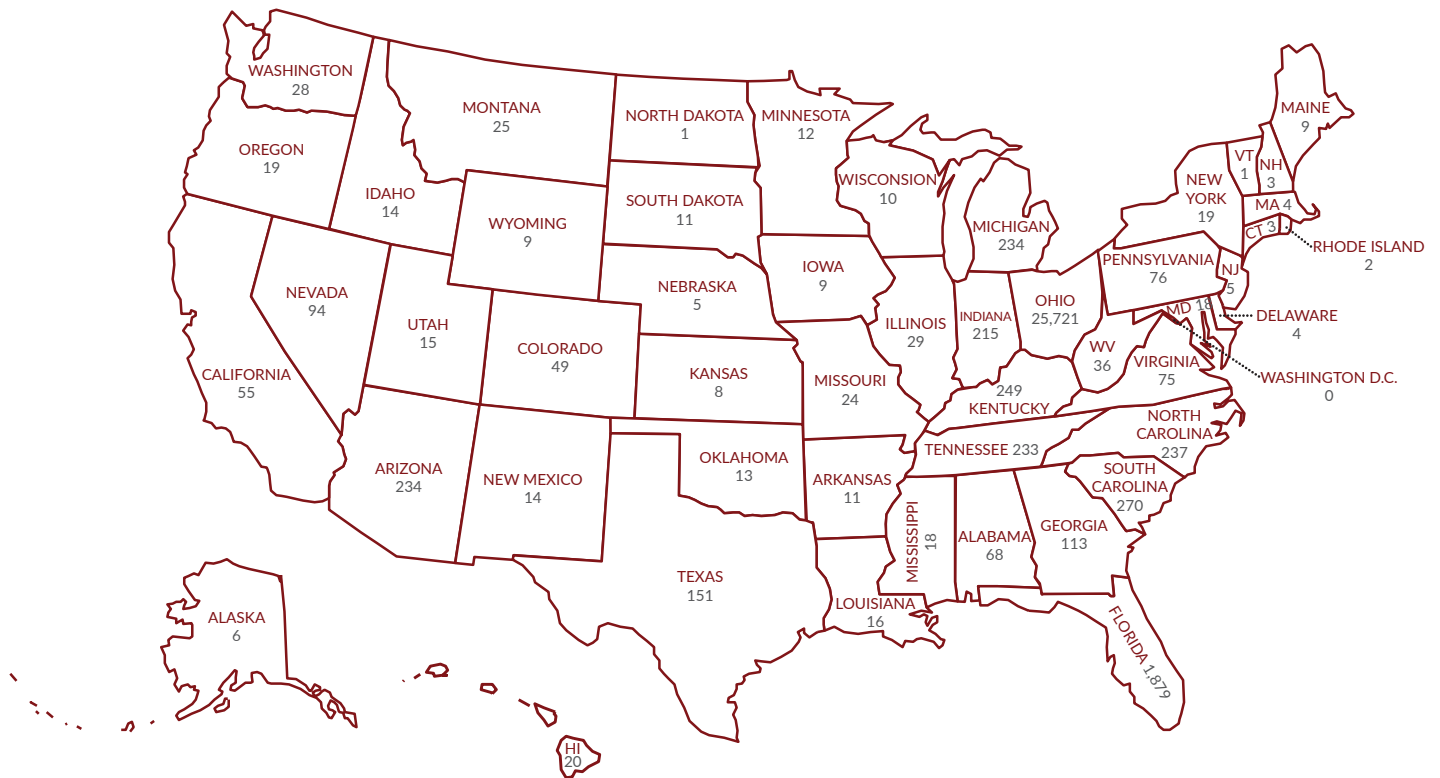 WASHINGTON
28
OREGON
19
IDAHO
14
MONTANA
25
WYOMING
9
NORTH DAKOTA
1
SOUTH DAKOTA
11
MINNESOTA
12
WISCONSION
10
MICHIGAN
234
NEW
YORK
19
VT
1
NH
3
MAINE
9
MA 4
CT 3
RHODE ISLAND
2
NEVADA
94
UTAH
15
CALIFORNIA
55
COLORADO
49
NEBRASKA
5
KANSAS
8
IOWA
9
MISSOURI
24
ILLINOIS
29
INDIANA
215
OHIO
25,721
PENNSYLVANIA
76
NJ
5
MD 18
DELAWARE
4
WASHINGTON D.C.
0
WV
36
VIRGINIA
75
249
KENTUCKY
TENNESSEE 233
NORTH
CAROLINA
237
SOUTH
CAROLINA
270
ARIZONA
234
NEW MEXICO
14
OKLAHOMA
13
ARKANSAS
11
MISSISSIPPI
18
ALABAMA
68
GEORGIA
113
TEXAS
151
LOUISIANA
16
FLORIDA 1,879
ALASKA
6
HI
20